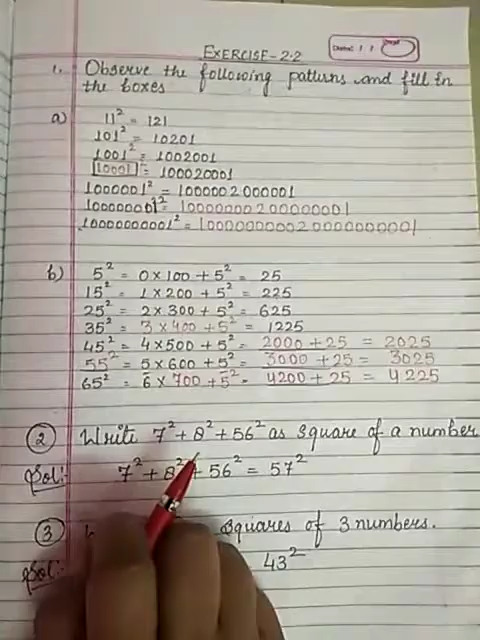 EXERCISE-2.2
Date: / /
1. Observe the following patterns and fill in
the boxes
a) 11² = 121
101² = 10201
1001² = 1002001
10001² = 100020001
1000001² = 1000002000001
10000000
1000000000
b) 5² = 0×100 + 5² = 25
15² = 1×200 + 5² = 225
25² = 2×300 + 5² = 625
35² = 3×400 + 5² = 1225
45² = 4×500 + 5² = 2000 + 25 = 2025
55² = 5×600 + 5² = 3000 + 25 = 3025
65² = 6×700 + 5² = 4200 + 25 = 4225
② Write 7² + 8² + 56² as square of a number
Sol:- 7² + 8² + 56² = 57²
③ squares of 3 numbers.
Sol:- 43²